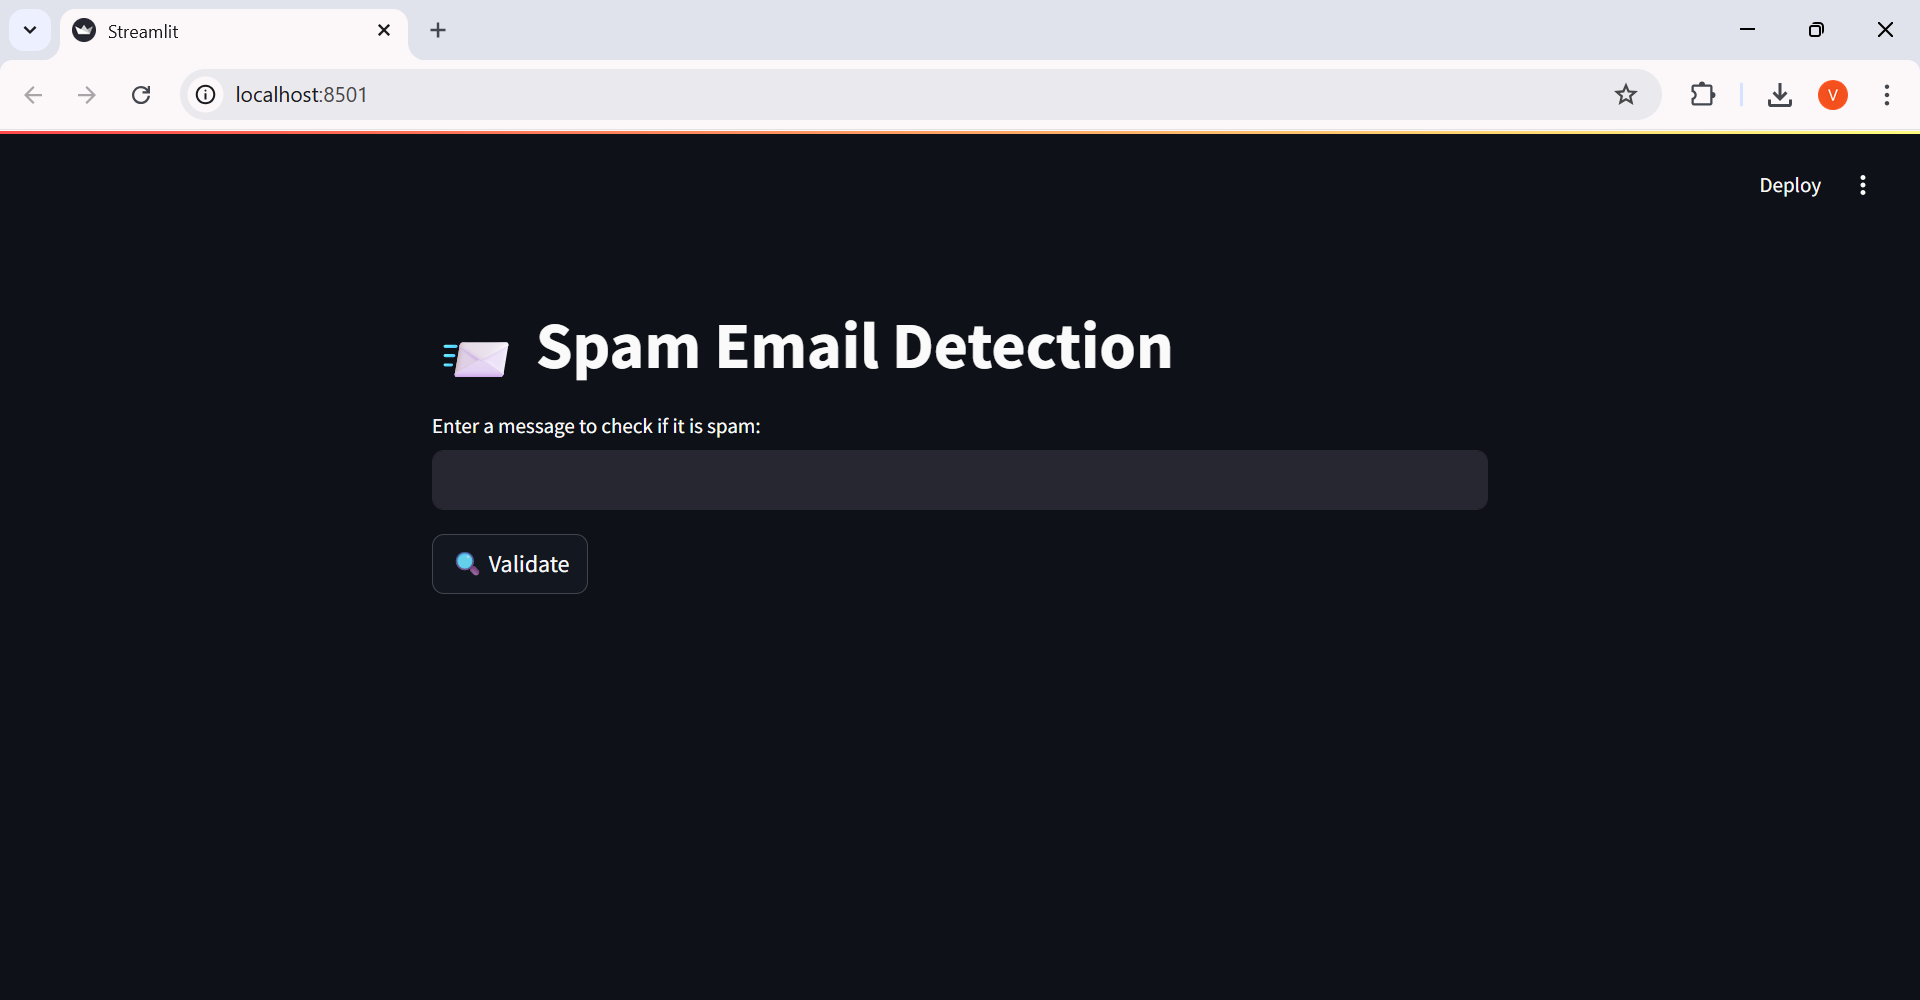 Streamlit
localhost:8501
V
Deploy
Spam Email Detection
Enter a message to check if it is spam:
Validate